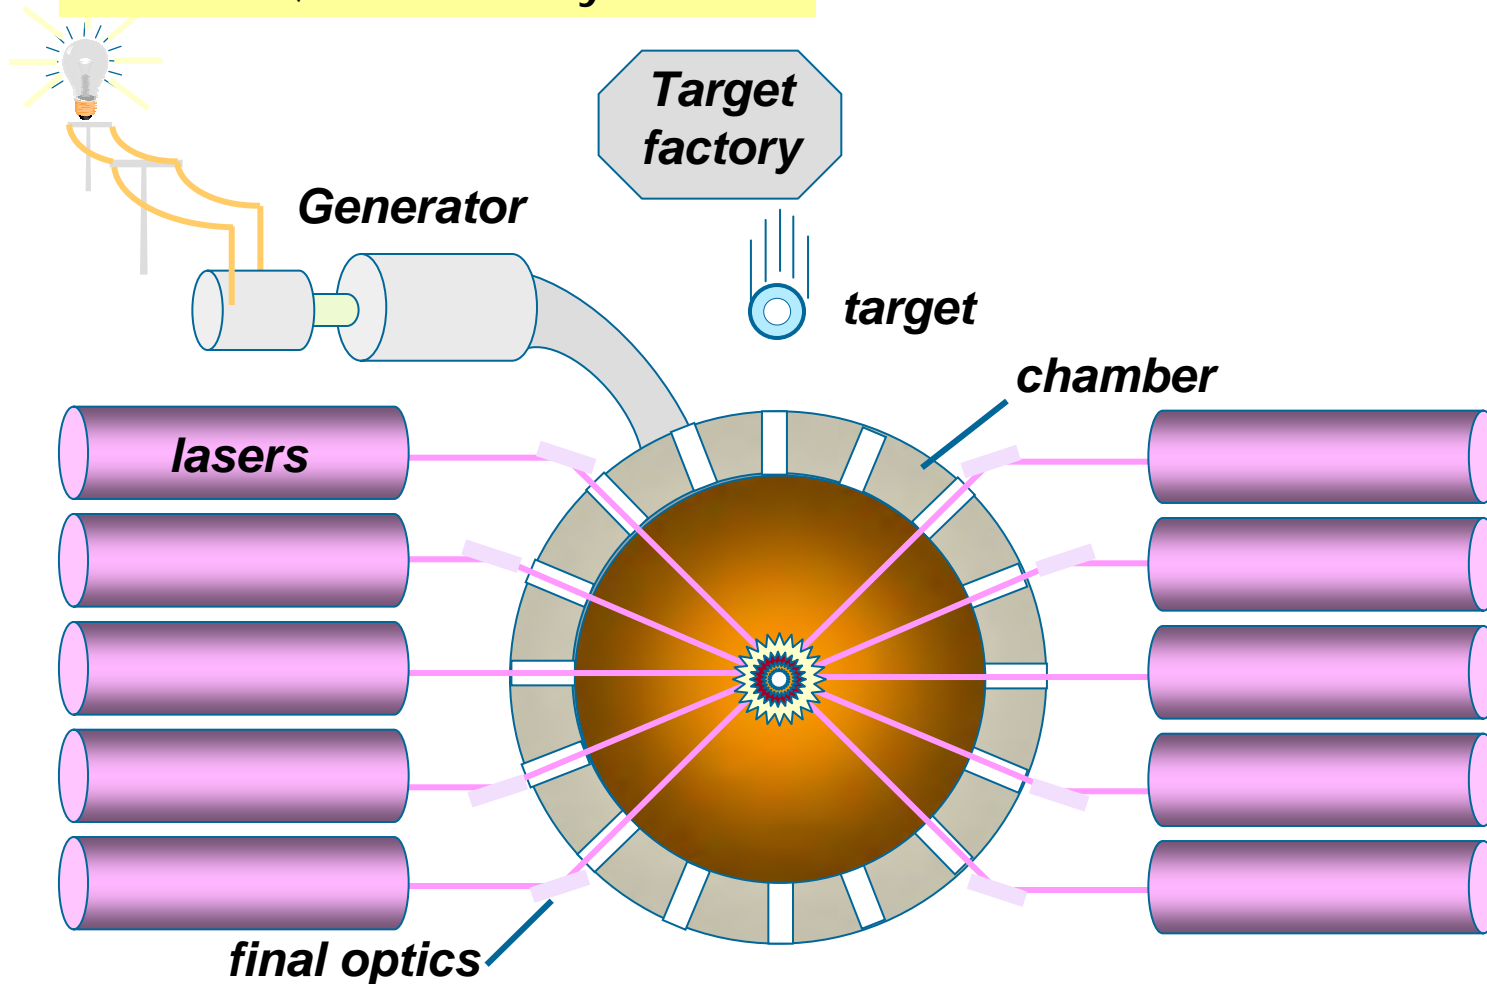 Target
factory
Generator
target
chamber
lasers
final optics